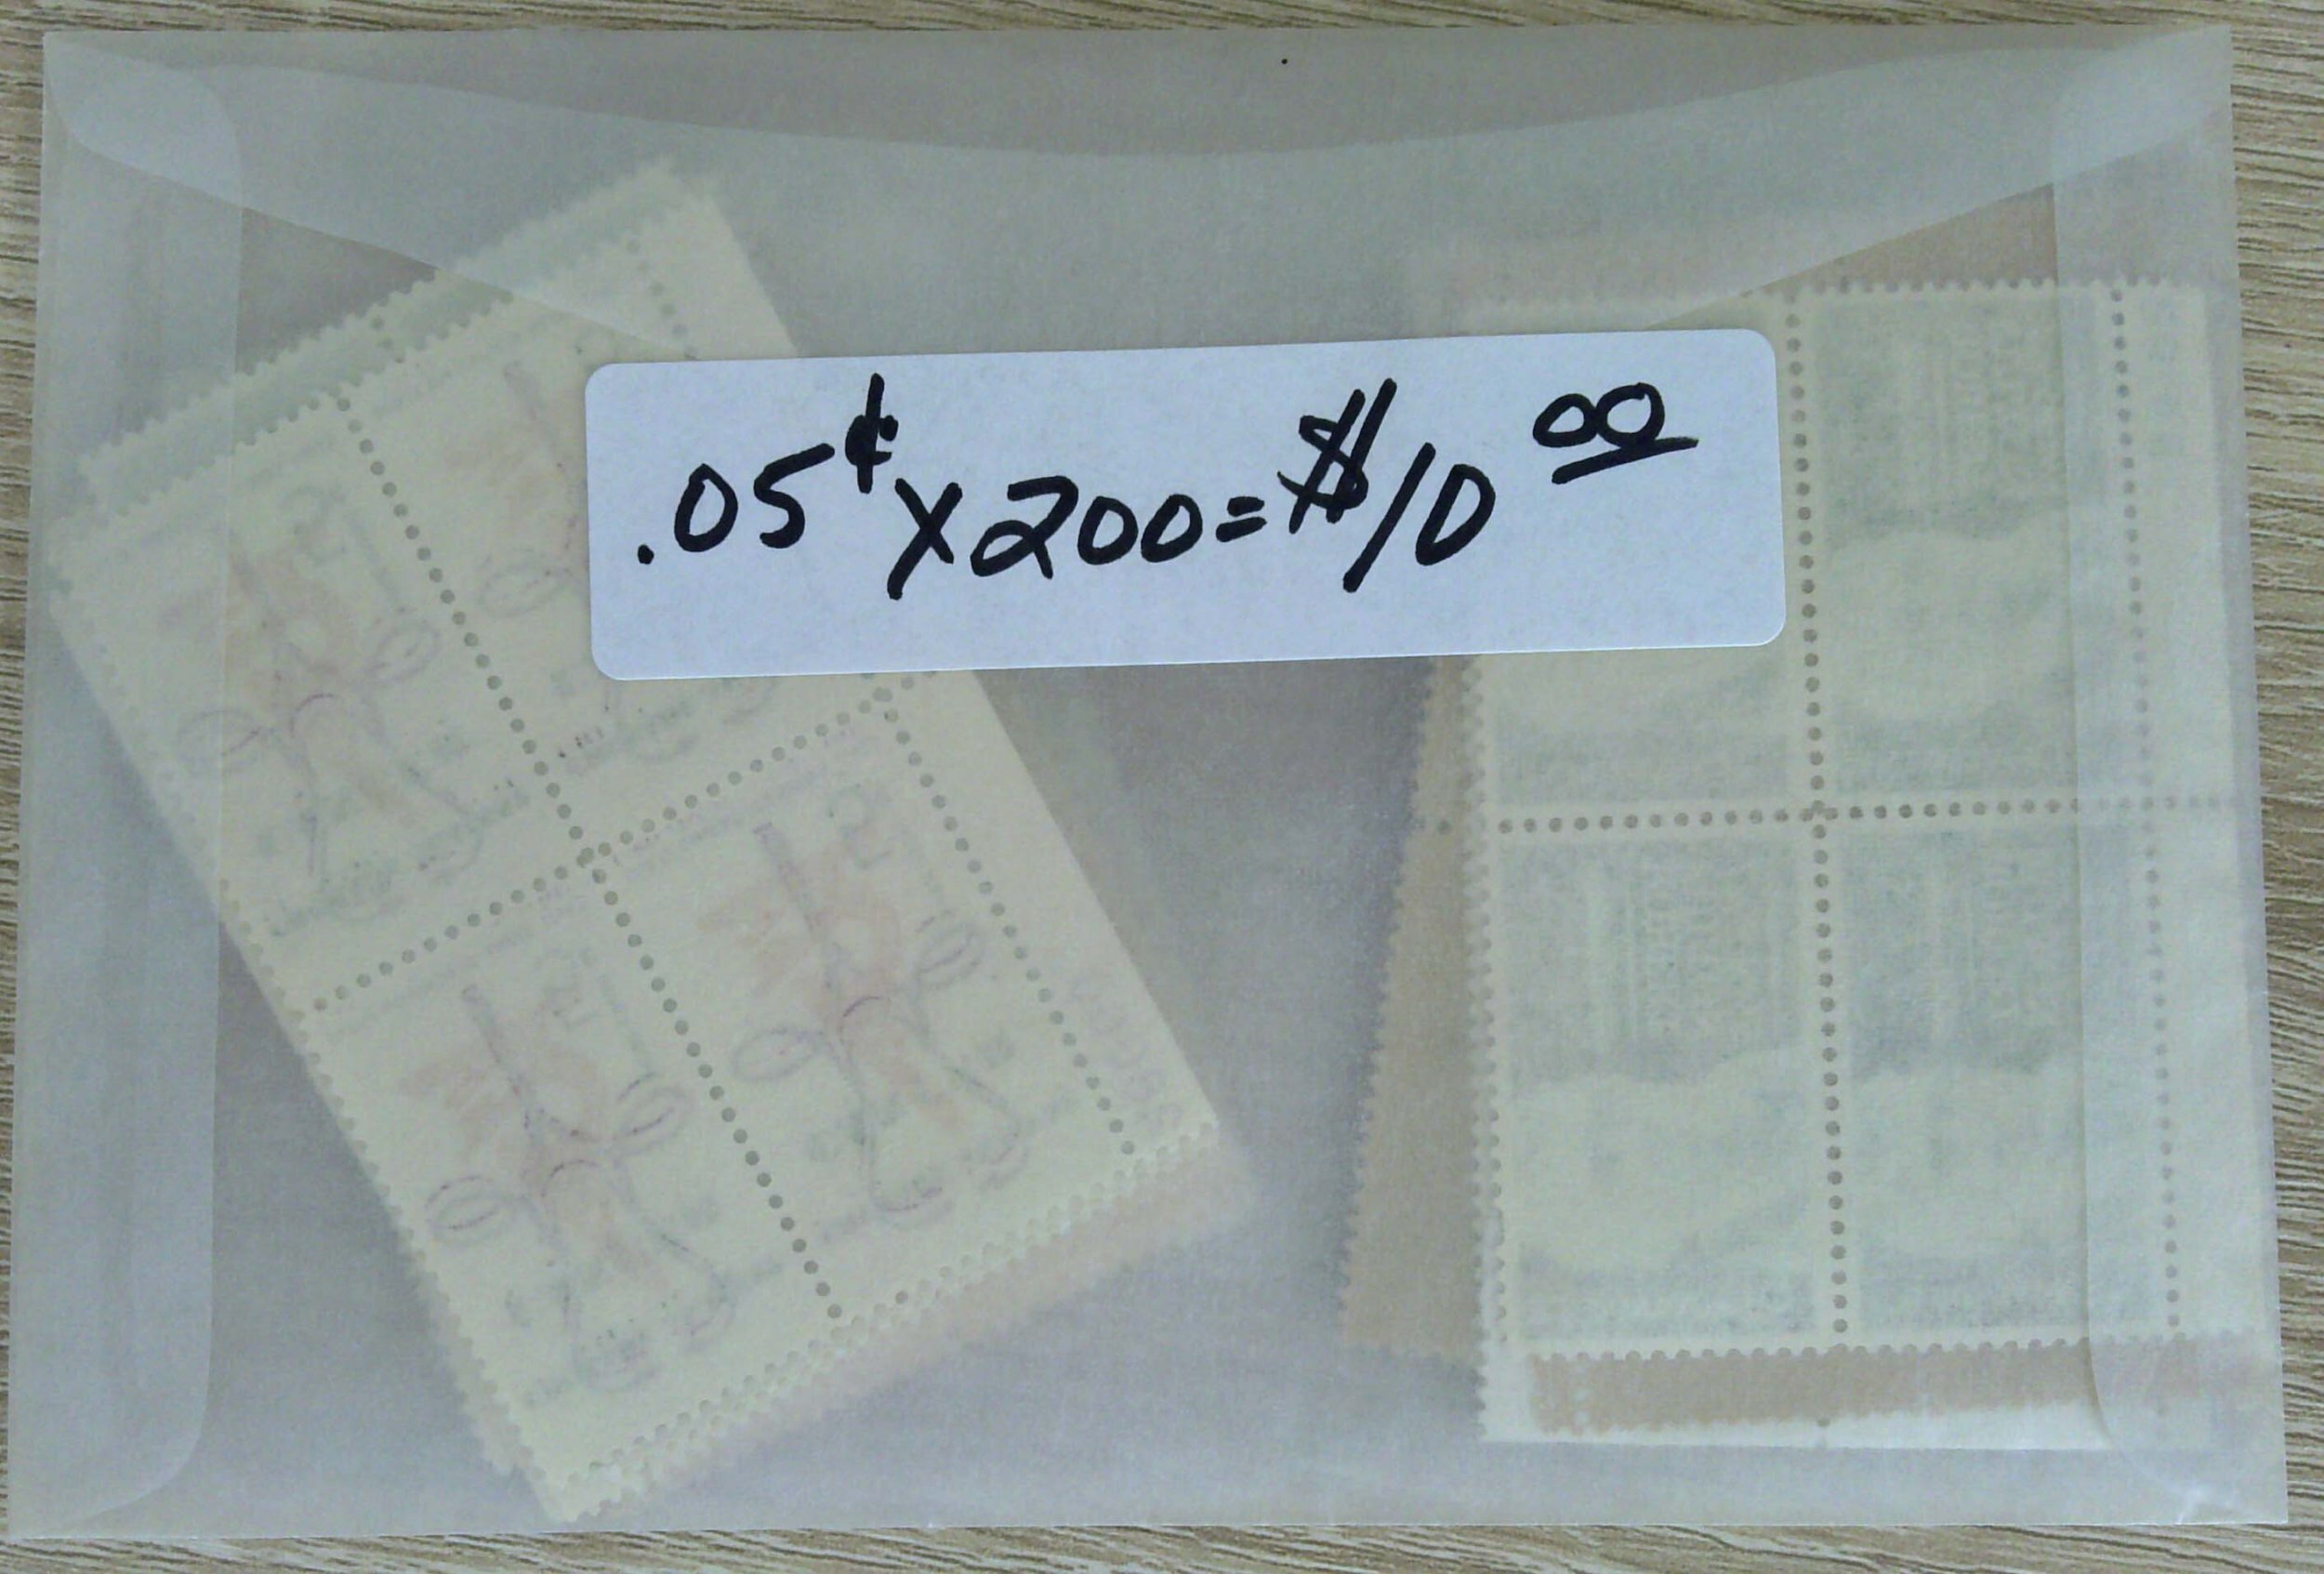 .05¢ x 200 = $10 00